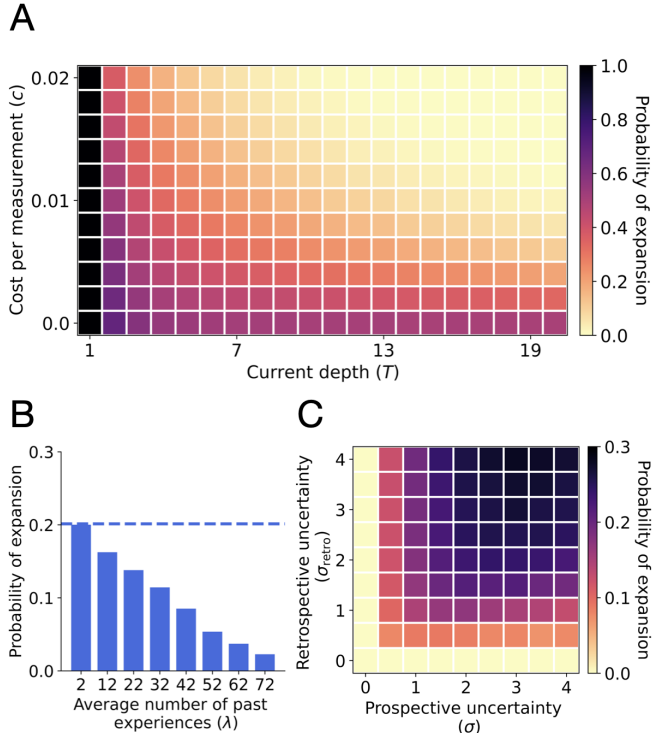 A
Cost per measurement (c)
0.02
0.01
0.0
1
7
13
19
Current depth (T)
1.0
0.8
0.6
0.4
0.2
0.0
Probability of expansion
B
Probability of expansion
0.3
0.2
0.1
0.0
2 12 22 32 42 52 62 72
Average number of past
experiences (λ)
C
Retrospective uncertainty
(σretro)
4
3
2
1
0
0 1 2 3 4
Prospective uncertainty
(σ)
0.3
0.2
0.1
0.0
Probability of expansion